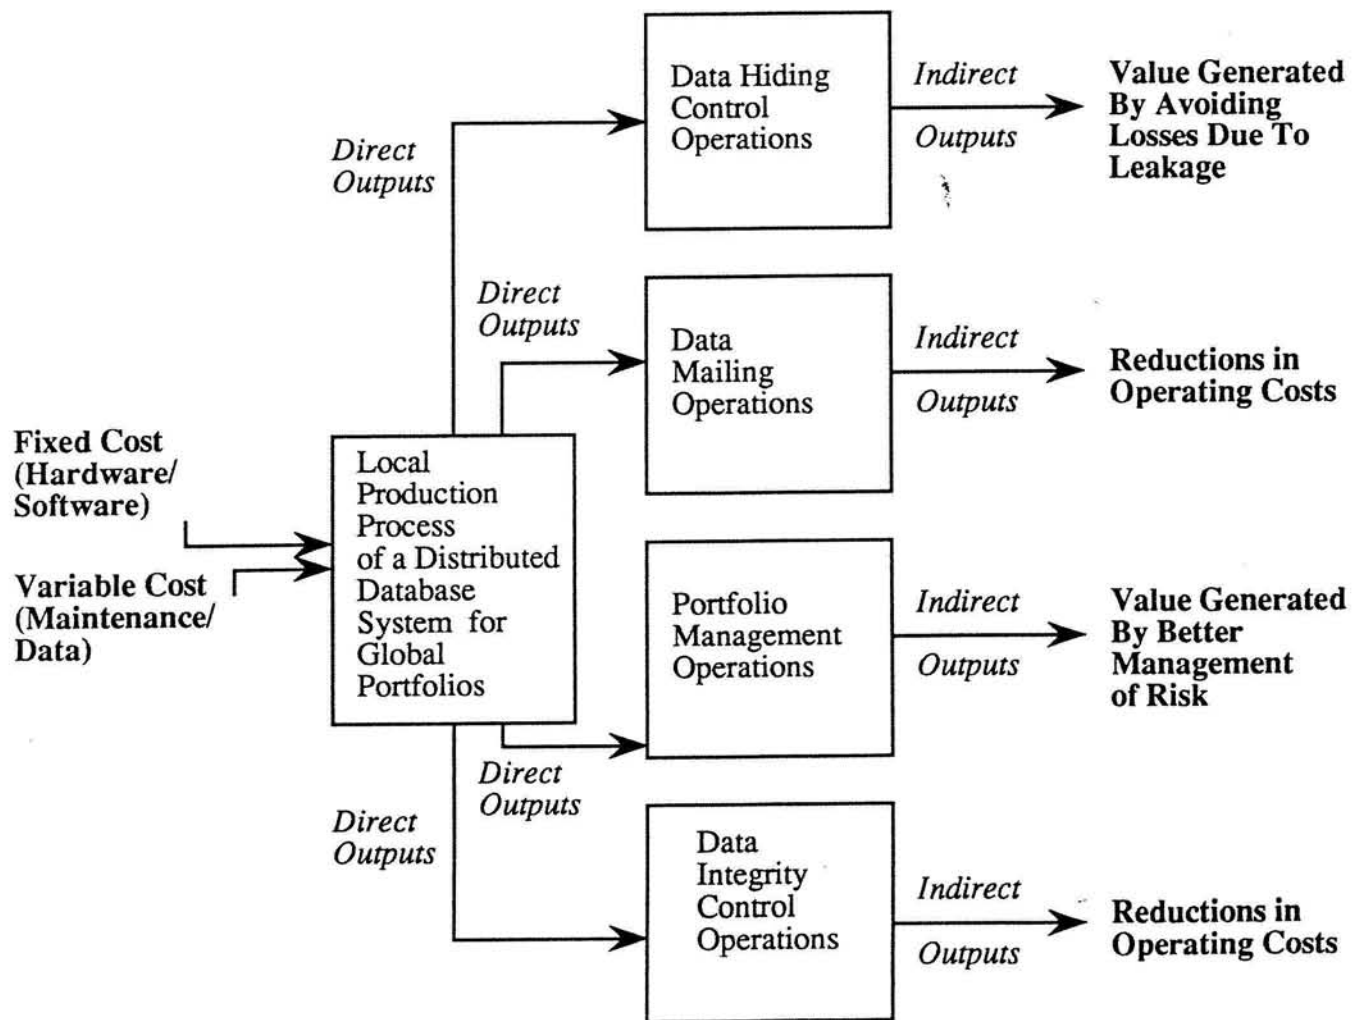 Data Hiding
Control
Operations
Indirect
Outputs
Value Generated
By Avoiding
Losses Due To
Leakage
Direct
Outputs
Direct
Outputs
Data
Mailing
Operations
Indirect
Outputs
Reductions in
Operating Costs
Fixed Cost
(Hardware/
Software)
Variable Cost
(Maintenance/
Data)
Local
Production
Process
of a Distributed
Database
System for
Global
Portfolios
Portfolio
Management
Operations
Indirect
Outputs
Value Generated
By Better
Management
of Risk
Direct
Outputs
Direct
Outputs
Data
Integrity
Control
Operations
Indirect
Outputs
Reductions in
Operating Costs